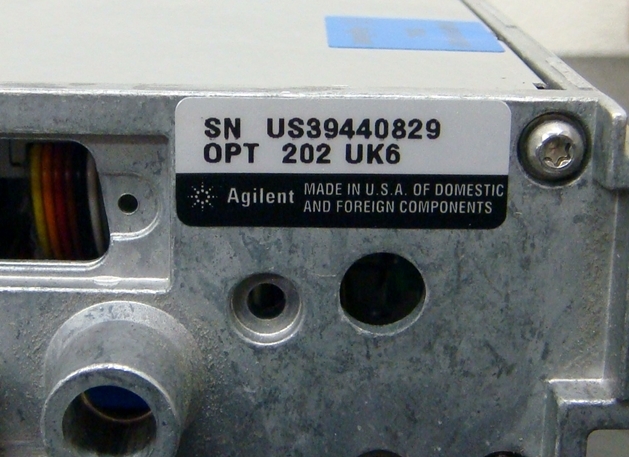 SN US39440829
OPT 202 UK6
Agilent
MADE IN U.S.A. OF DOMESTIC
AND FOREIGN COMPONENTS